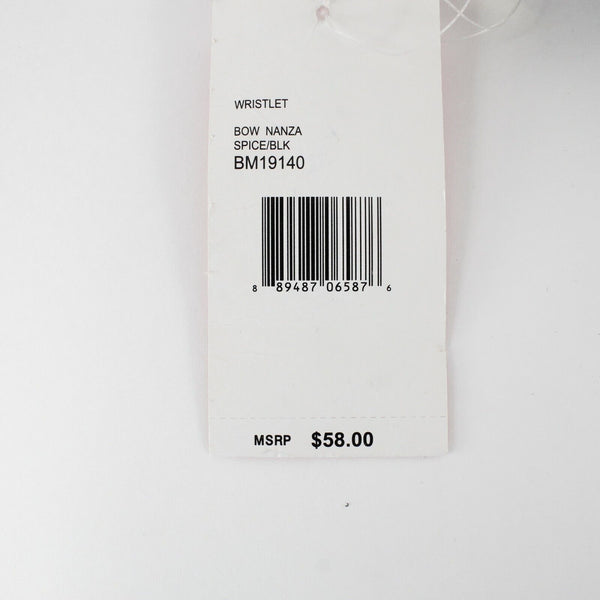 WRISTLET
BOW NANZA
SPICE/BLK
BM19140
8 89487 06587 6
MSRP $58.00